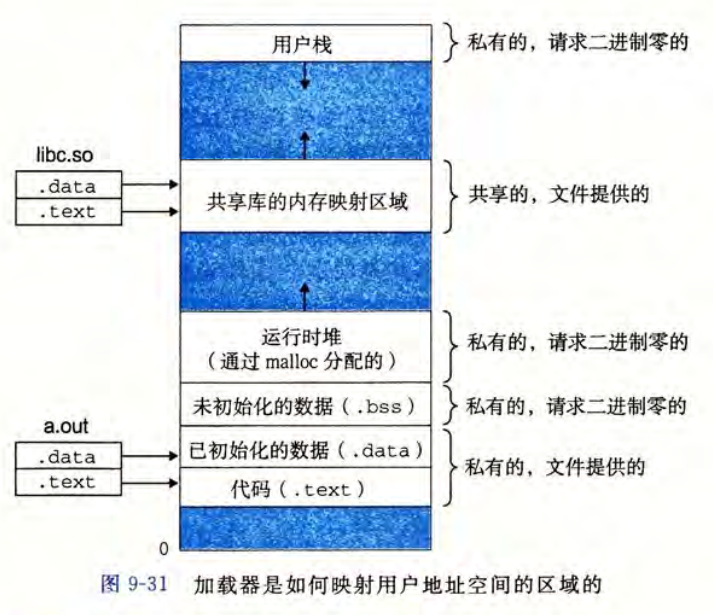 用户栈
私有的，请求二进制零的
libc.so
.data
.text
共享库的内存映射区域
共享的，文件提供的
运行时堆
（通过 malloc 分配的）
私有的，请求二进制零的
未初始化的数据（.bss）
私有的，请求二进制零的
a.out
.data
.text
已初始化的数据（.data）
代码（.text）
私有的，文件提供的
0
图 9-31 加载器是如何映射用户地址空间的区域的